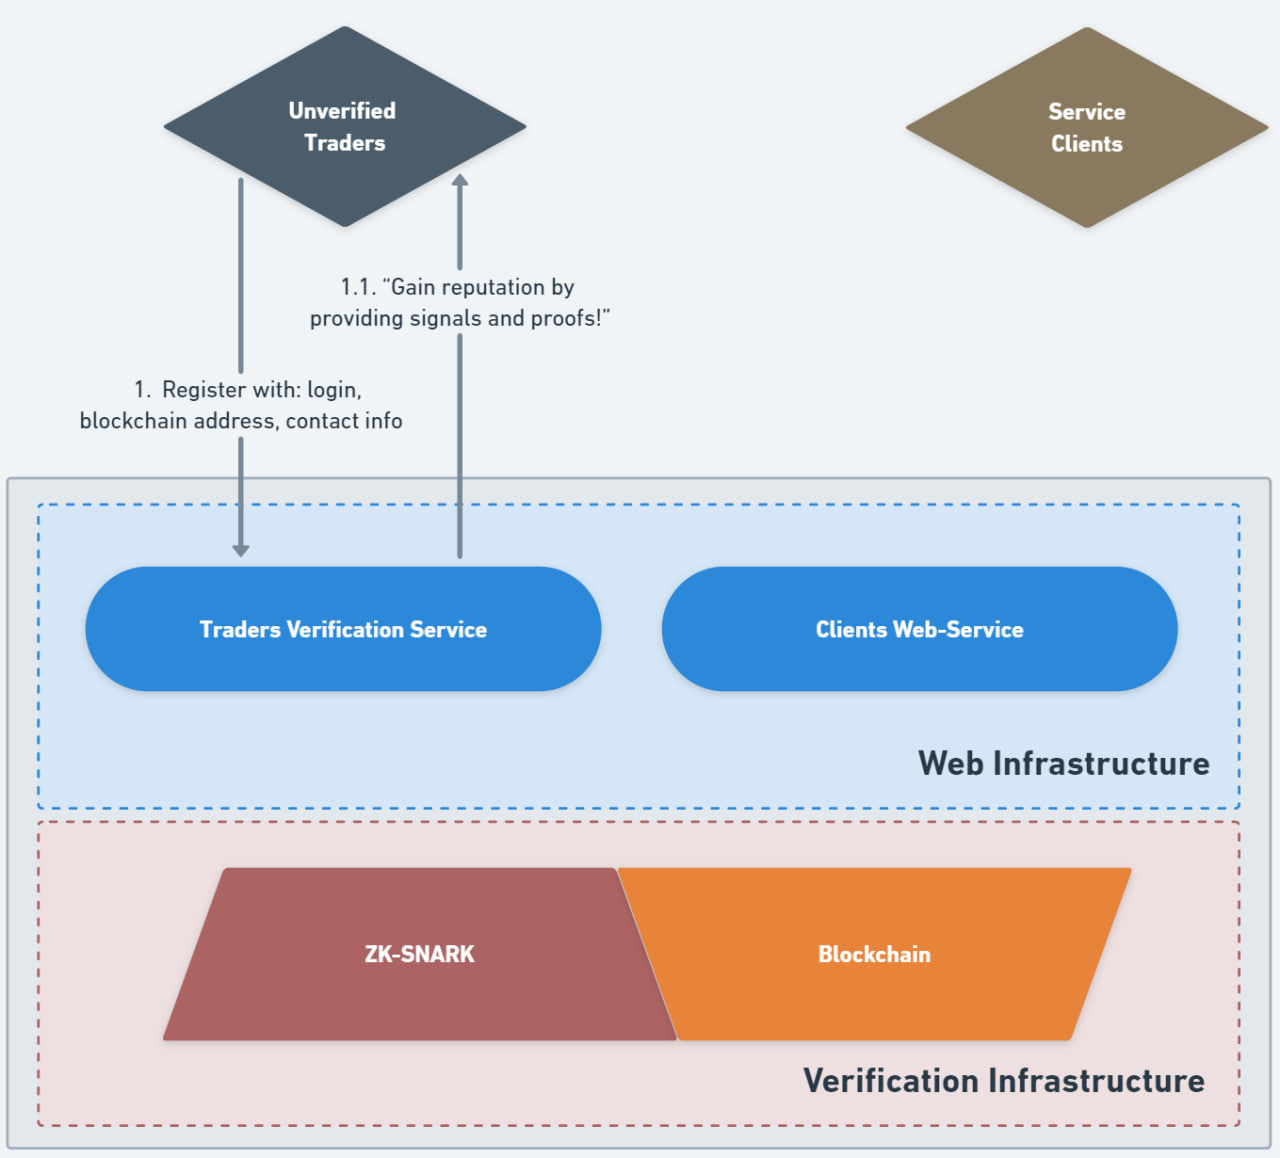 Unverified
Traders
Service
Clients
1.1. “Gain reputation by
providing signals and proofs!”
1. Register with: login,
blockchain address, contact info
Traders Verification Service
Clients Web-Service
Web Infrastructure
ZK-SNARK
Blockchain
Verification Infrastructure